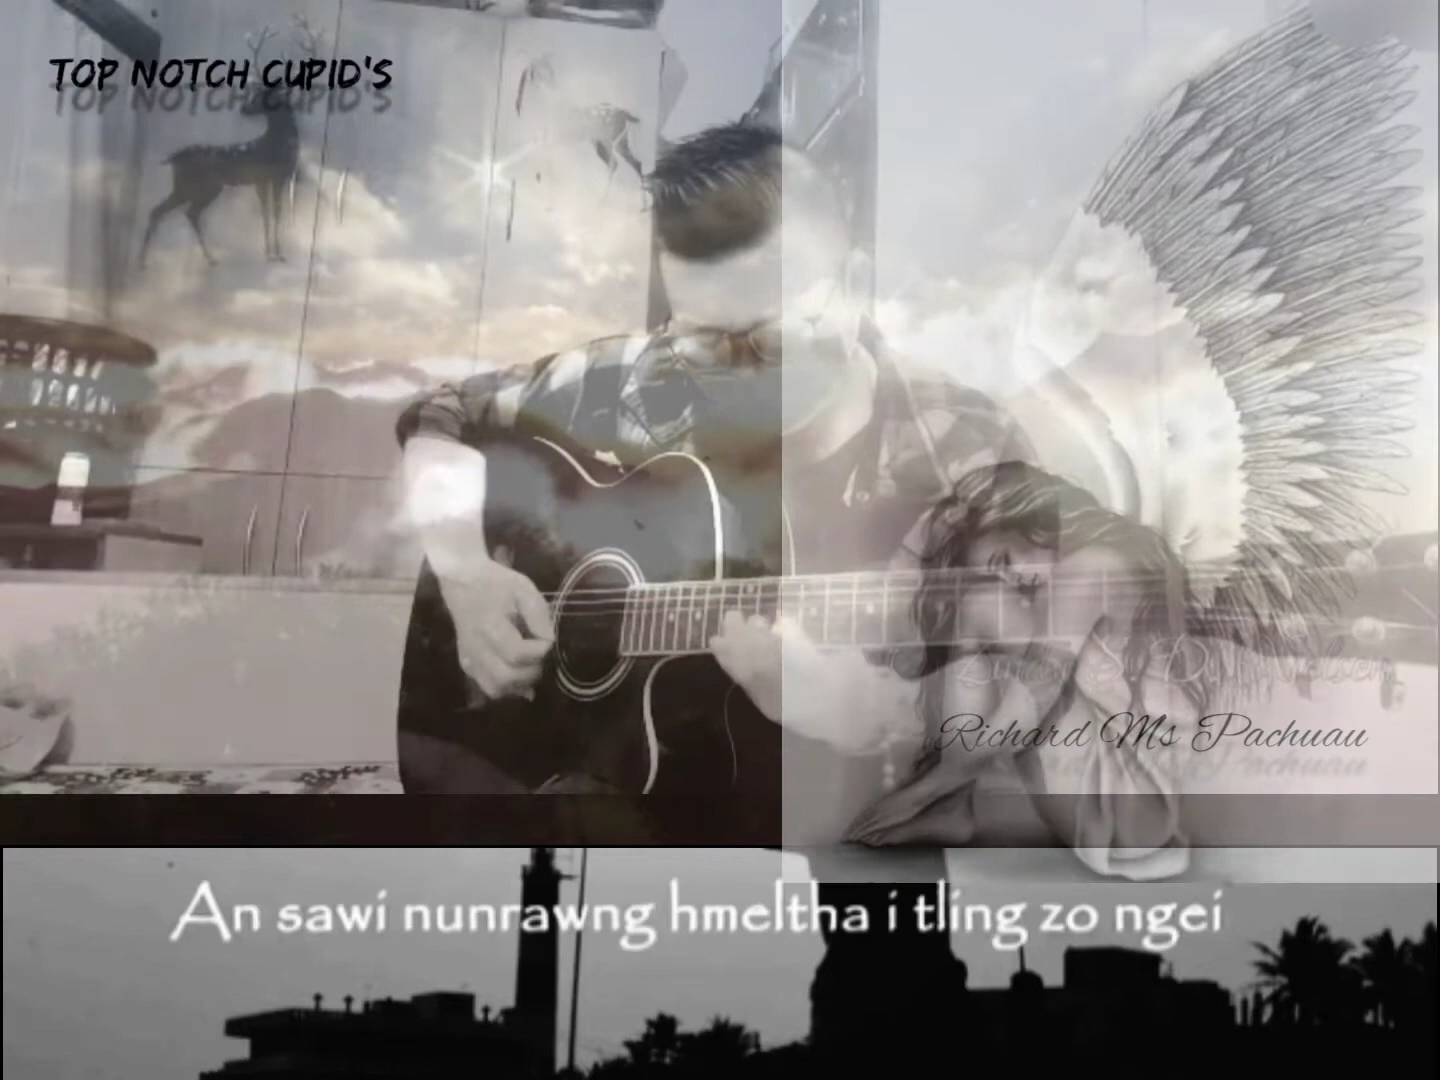 TOP NOTCH CUPID'S
Richard Ms Pachuau
An sawi nunrawng hmeltha i tling zo ngei